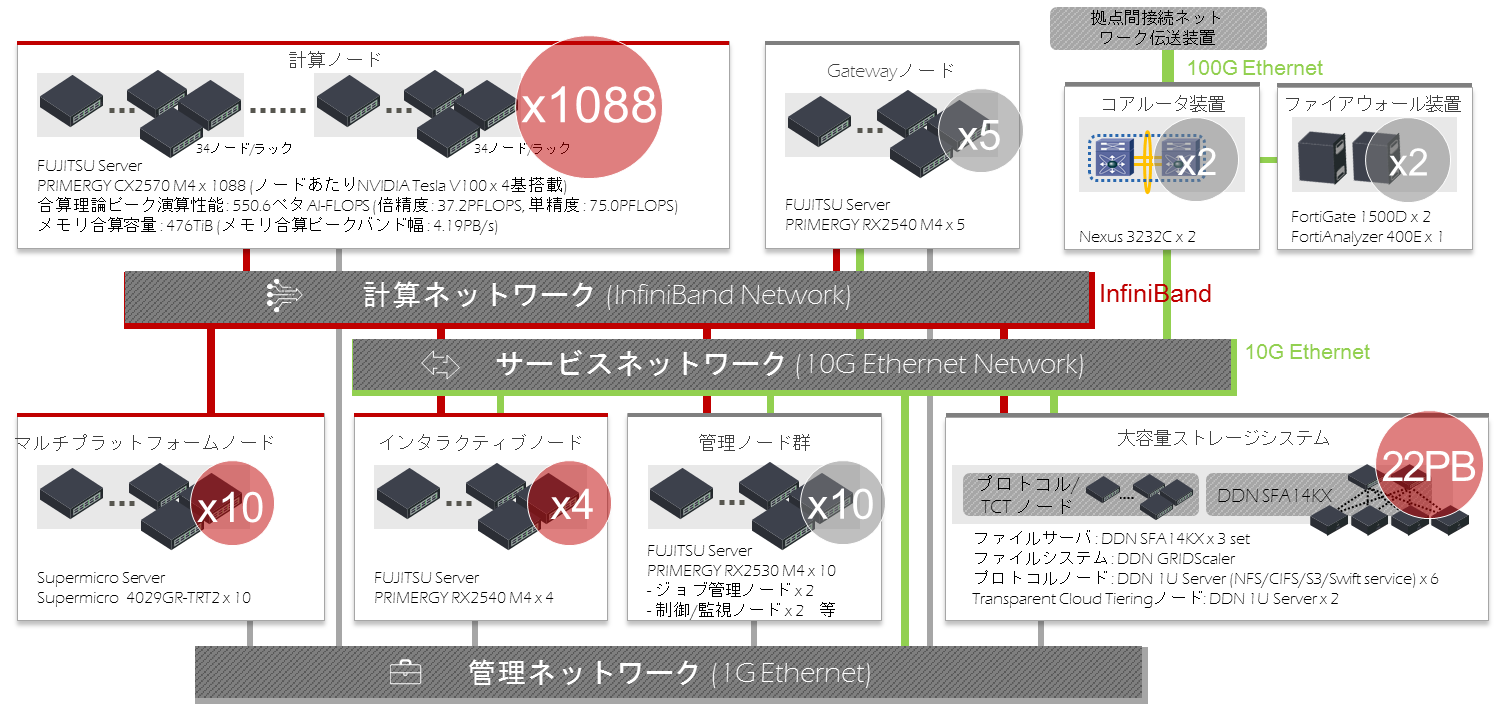 拠点間接続ネット
ワーク伝送装置
100G Ethernet
計算ノード
x1088
34ノード/ラック
34ノード/ラック
FUJITSU Server
PRIMERGY CX2570 M4 x 1088 (ノードあたりNVIDIA Tesla V100 x 4基搭載)
合算理論ピーク演算性能 : 550.6ペタ AI-FLOPS (倍精度 : 37.2PFLOPS, 単精度 : 75.0PFLOPS)
メモリ合算容量 : 476TiB (メモリ合算ピークバンド幅 : 4.19PB/s)
Gatewayノード
x5
FUJITSU Server
PRIMERGY RX2540 M4 x 5
コアルータ装置
x2
Nexus 3232C x 2
ファイアウォール装置
x2
FortiGate 1500D x 2
FortiAnalyzer 400E x 1
計算ネットワーク (InfiniBand Network)
InfiniBand
サービスネットワーク (10G Ethernet Network)
10G Ethernet
マルチプラットフォームノード
x10
Supermicro Server
Supermicro 4029GR-TRT2 x 10
インタラクティブノード
x4
FUJITSU Server
PRIMERGY RX2540 M4 x 4
管理ノード群
x10
FUJITSU Server
PRIMERGY RX2530 M4 x 10
- ジョブ管理ノード x 2
- 制御/監視ノード x 2 等
大容量ストレージシステム
22PB
プロトコル/
TCT ノード
DDN SFA14KX
ファイルサーバ : DDN SFA14KX x 3 set
ファイルシステム : DDN GRIDScaler
プロトコルノード : DDN 1U Server (NFS/CIFS/S3/Swift service) x 6
Transparent Cloud Tieringノード: DDN 1U Server x 2
管理ネットワーク (1G Ethernet)